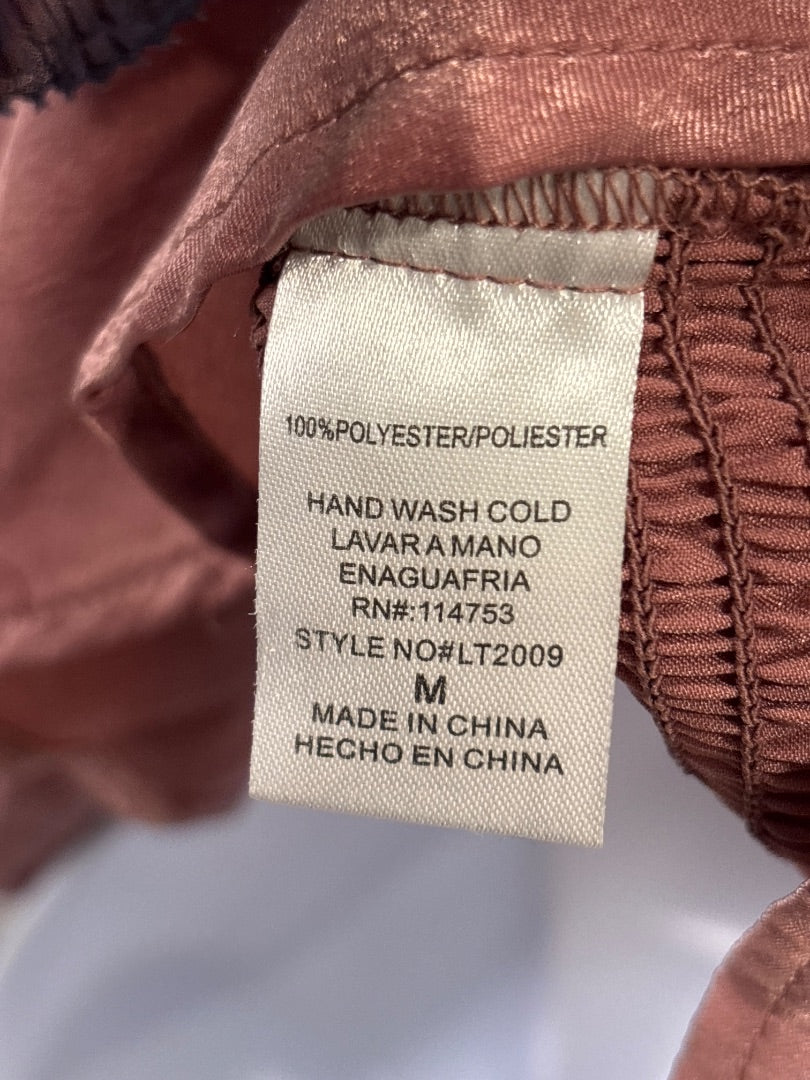 100%POLYESTER/POLIESTER
HAND WASH COLD
LAVAR A MANO
ENAGUAFRIA
RN#:114753
STYLE NO#LT2009
M
MADE IN CHINA
HECHO EN CHINA